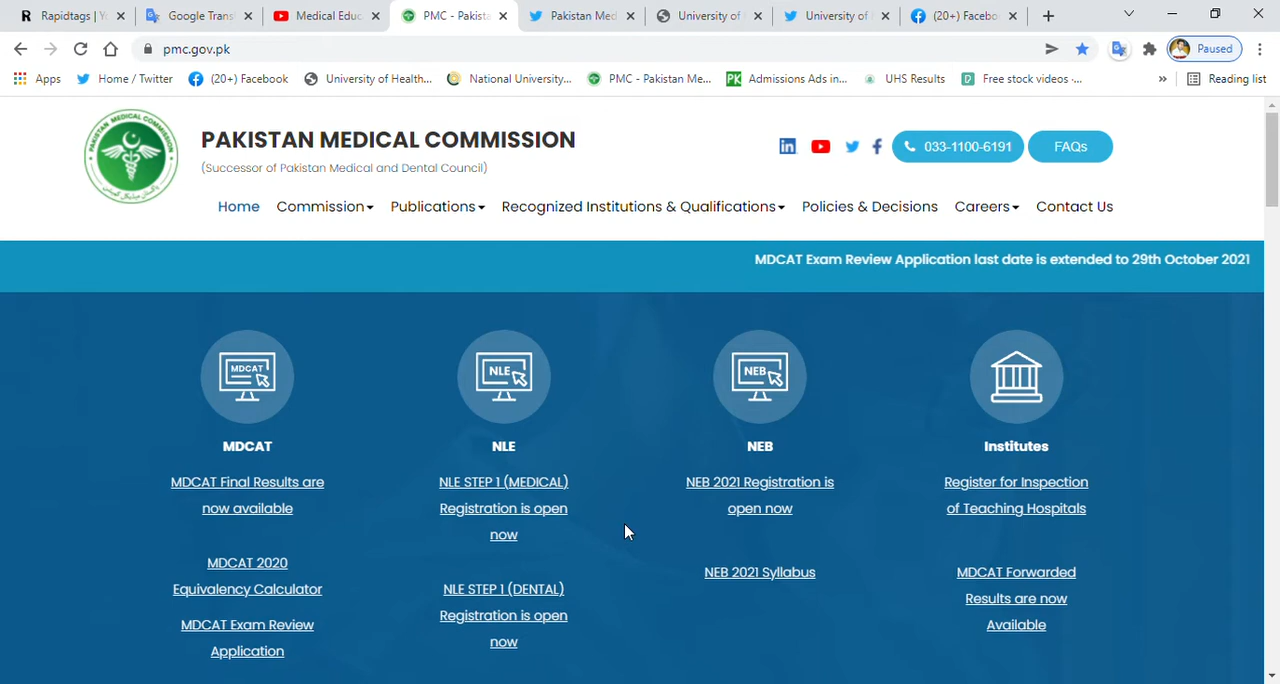 Rapidtags | Y
Google Trans
Medical Educ
PMC - Pakista
Pakistan Med
University of
University of
(20+) Facebo
pmc.gov.pk
Paused
Apps
Home / Twitter
(20+) Facebook
University of Health...
National University...
PMC - Pakistan Me...
Admissions Ads in...
UHS Results
Free stock videos -...
»
Reading list
PAKISTAN MEDICAL COMMISSION
(Successor of Pakistan Medical and Dental Council)
033-1100-6191
FAQs
Home
Commission
Publications
Recognized Institutions & Qualifications
Policies & Decisions
Careers
Contact Us
MDCAT Exam Review Application last date is extended to 29th October 2021
MDCAT
MDCAT
MDCAT Final Results are
now available
MDCAT 2020
Equivalency Calculator
MDCAT Exam Review
Application
NLE
NLE
NLE STEP 1 (MEDICAL)
Registration is open
now
NLE STEP 1 (DENTAL)
Registration is open
now
NEB
NEB
NEB 2021 Registration is
open now
NEB 2021 Syllabus
Institutes
Register for Inspection
of Teaching Hospitals
MDCAT Forwarded
Results are now
Available